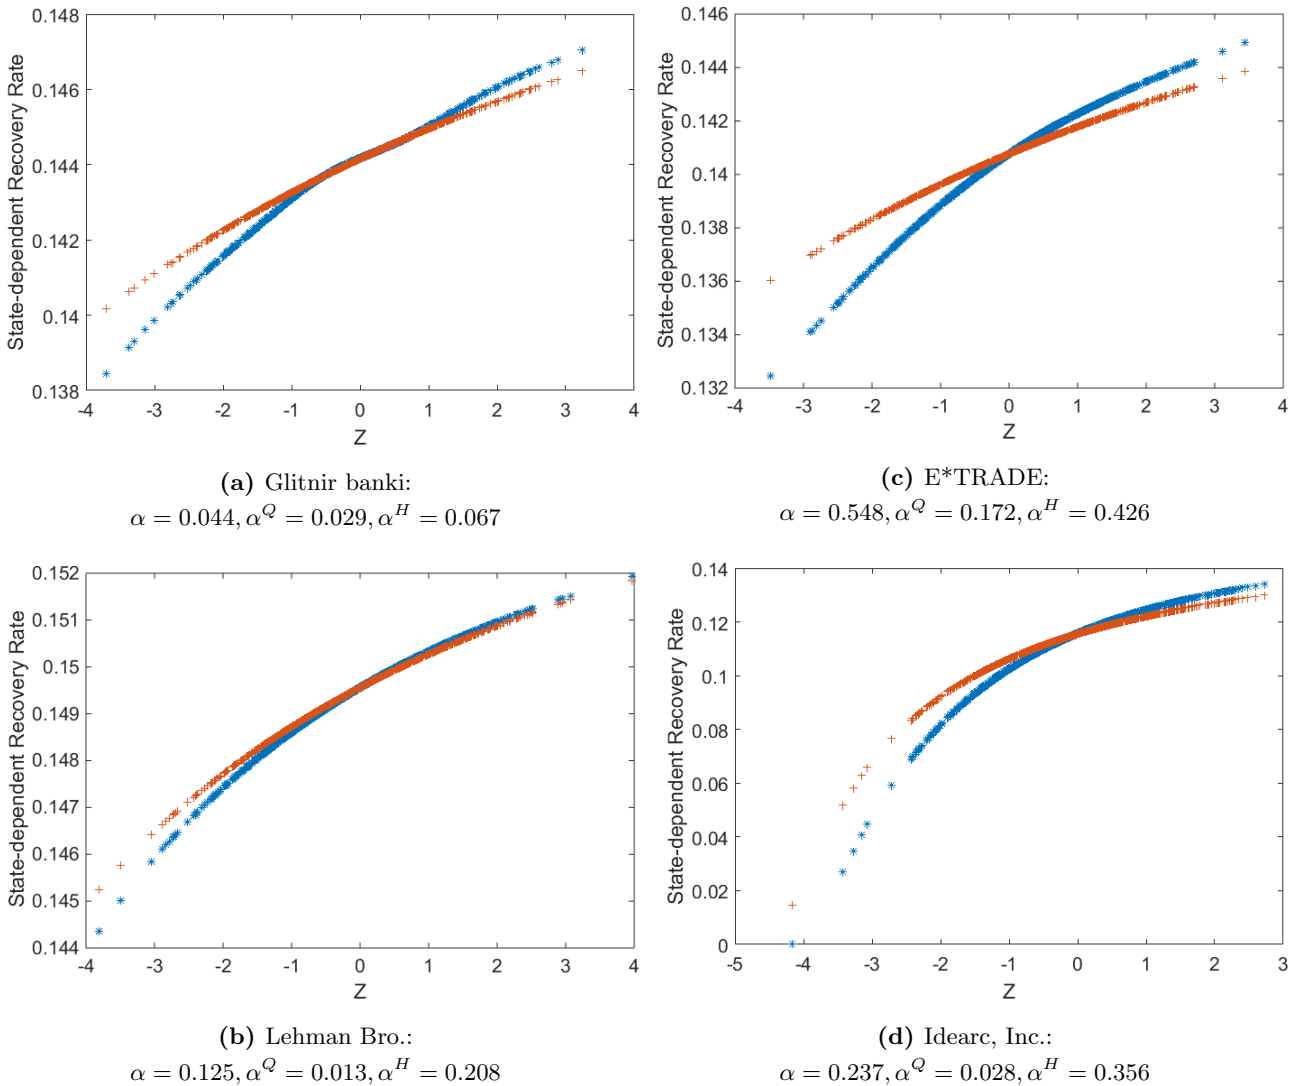 State-dependent Recovery Rate
0.148
0.146
0.144
0.142
0.14
0.138
-4 -3 -2 -1 0 1 2 3 4
Z
(a) Glitnir banki:
α = 0.044, α^Q = 0.029, α^H = 0.067
State-dependent Recovery Rate
0.146
0.144
0.142
0.14
0.138
0.136
0.134
0.132
-4 -3 -2 -1 0 1 2 3 4
Z
(c) E*TRADE:
α = 0.548, α^Q = 0.172, α^H = 0.426
State-dependent Recovery Rate
0.152
0.151
0.15
0.149
0.148
0.147
0.146
0.145
0.144
-4 -3 -2 -1 0 1 2 3 4
Z
(b) Lehman Bro.:
α = 0.125, α^Q = 0.013, α^H = 0.208
State-dependent Recovery Rate
0.14
0.12
0.1
0.08
0.06
0.04
0.02
0
-5 -4 -3 -2 -1 0 1 2 3
Z
(d) Idearc, Inc.:
α = 0.237, α^Q = 0.028, α^H = 0.356